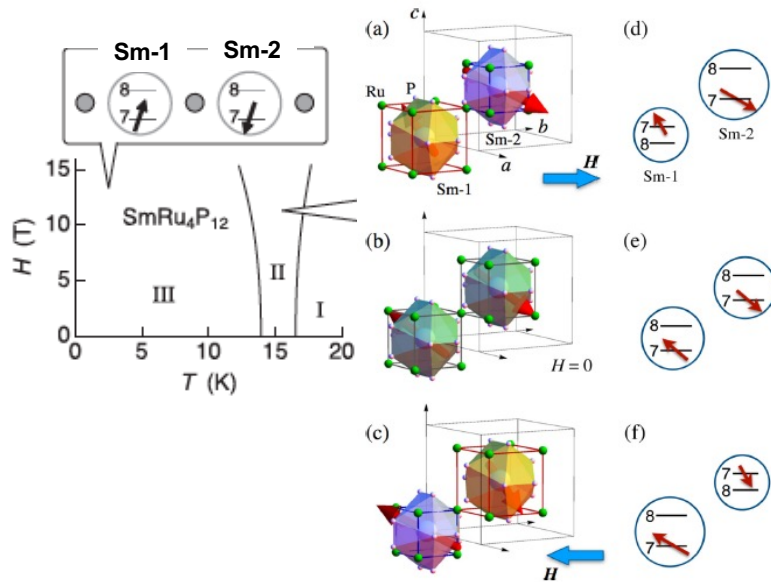 Sm-1 Sm-2
8 8
7 7
15
10
5
0
H (T)
SmRu4P12
III
II
I
0 5 10 15 20
T (K)
(a)
c
Ru
P
Sm-2
b
a
Sm-1
H
(b)
H = 0
(c)
H
(d)
8
7
Sm-2
7
8
Sm-1
(e)
8
7
8
7
(f)
7
8
8
7